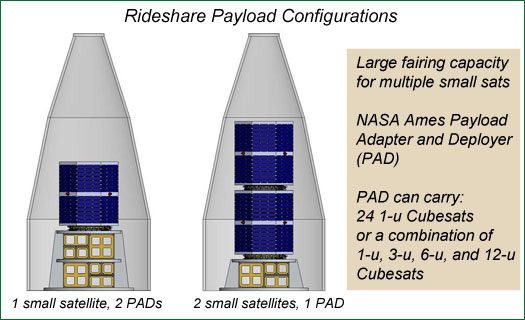 Rideshare Payload Configurations
Large fairing capacity
for multiple small sats
NASA Ames Payload
Adapter and Deployer
(PAD)
PAD can carry:
24 1-u Cubesats
or a combination of
1-u, 3-u, 6-u, and 12-u
Cubesats
1 small satellite, 2 PADs
2 small satellites, 1 PAD